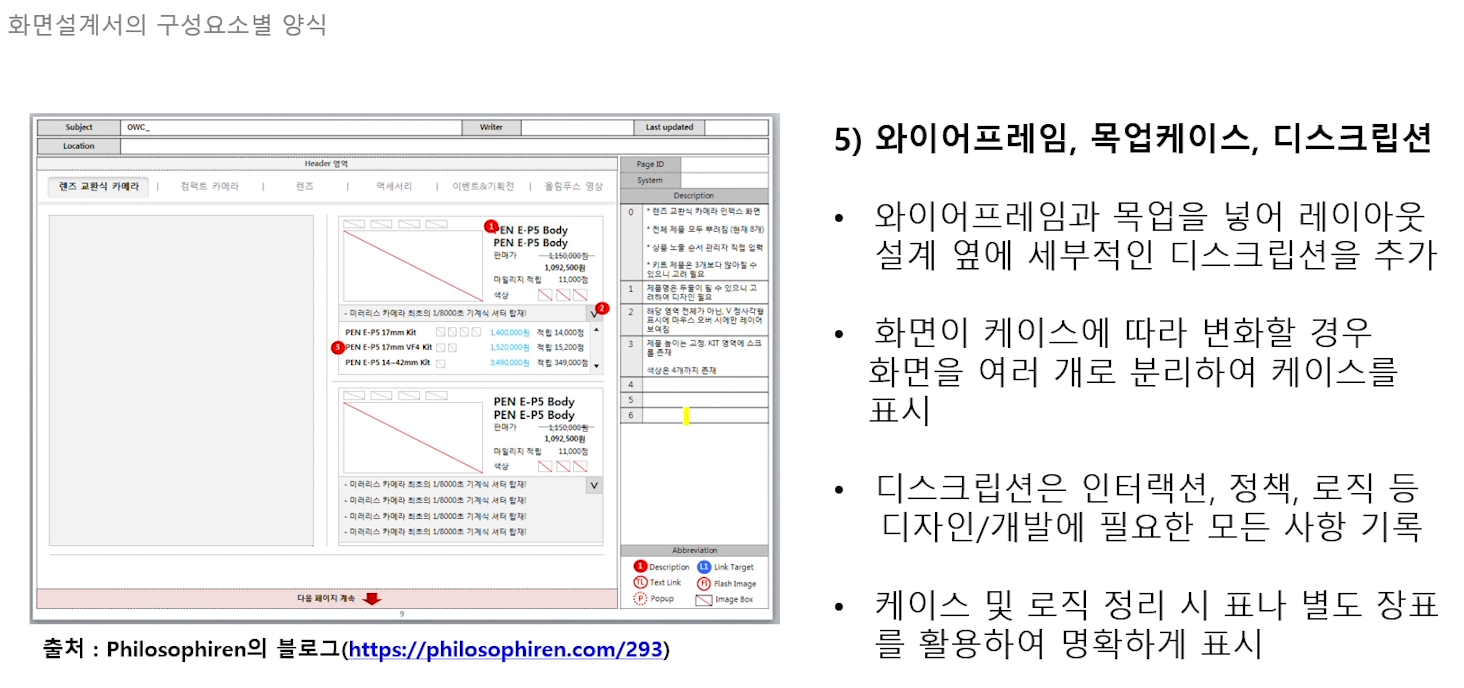 화면설계서의 구성요소별 양식
Subject
OWC_
Writer
Last updated
Location
Header 영역
렌즈 교환식 카메라 | 컴팩트 카메라 | 렌즈 | 액세서리 | 이벤트&기획전 | 올림푸스 영상
1
PEN E-P5 Body
PEN E-P5 Body
판매가 1,150,000원
1,092,500원
마일리지 적립 11,000점
색상
- 미러리스 카메라 최초의 1/8000초 기계식 셔터 탑재!
V
2
PEN E-P5 17mm Kit 1,400,000원 적립 14,000점
3
PEN E-P5 17mm VF4 Kit 1,520,000원 적립 15,200점
PEN E-P5 14~42mm Kit 3,490,000원 적립 349,000점
PEN E-P5 Body
PEN E-P5 Body
판매가 1,150,000원
1,092,500원
마일리지 적립 11,000점
색상
- 미러리스 카메라 최초의 1/8000초 기계식 셔터 탑재!
V
- 미러리스 카메라 최초의 1/8000초 기계식 셔터 탑재!
- 미러리스 카메라 최초의 1/8000초 기계식 셔터 탑재!
- 미러리스 카메라 최초의 1/8000초 기계식 셔터 탑재!
다음 페이지 계속
9
Page ID
System
Description
0 * 렌즈 교환식 카메라 인덱스 화면
* 전체 제품 모두 뿌려짐 (현재 8개)
* 상품 노출 순서 관리자 직접 입력
* 키트 제품은 3개보다 많아질 수
있으니 고려 필요
1 제품명은 두줄이 될 수 있으니 고
려하여 디자인 필요
2 해당 영역 전체가 아닌, V 정사각형
표시에 마우스 오버 시에만 레이어
보여짐
3 제품 높이는 고정. KIT 영역에 스크
롤 존재
색상은 4개까지 존재
4
5
6
Abbreviation
1 Description L1 Link Target
TL Text Link Fl Flash Image
P Popup Image Box
출처 : Philosophiren의 블로그(https://philosophiren.com/293)
5) 와이어프레임, 목업케이스, 디스크립션
• 와이어프레임과 목업을 넣어 레이아웃
설계 옆에 세부적인 디스크립션을 추가
• 화면이 케이스에 따라 변화할 경우
화면을 여러 개로 분리하여 케이스를
표시
• 디스크립션은 인터랙션, 정책, 로직 등
디자인/개발에 필요한 모든 사항 기록
• 케이스 및 로직 정리 시 표나 별도 장표
를 활용하여 명확하게 표시